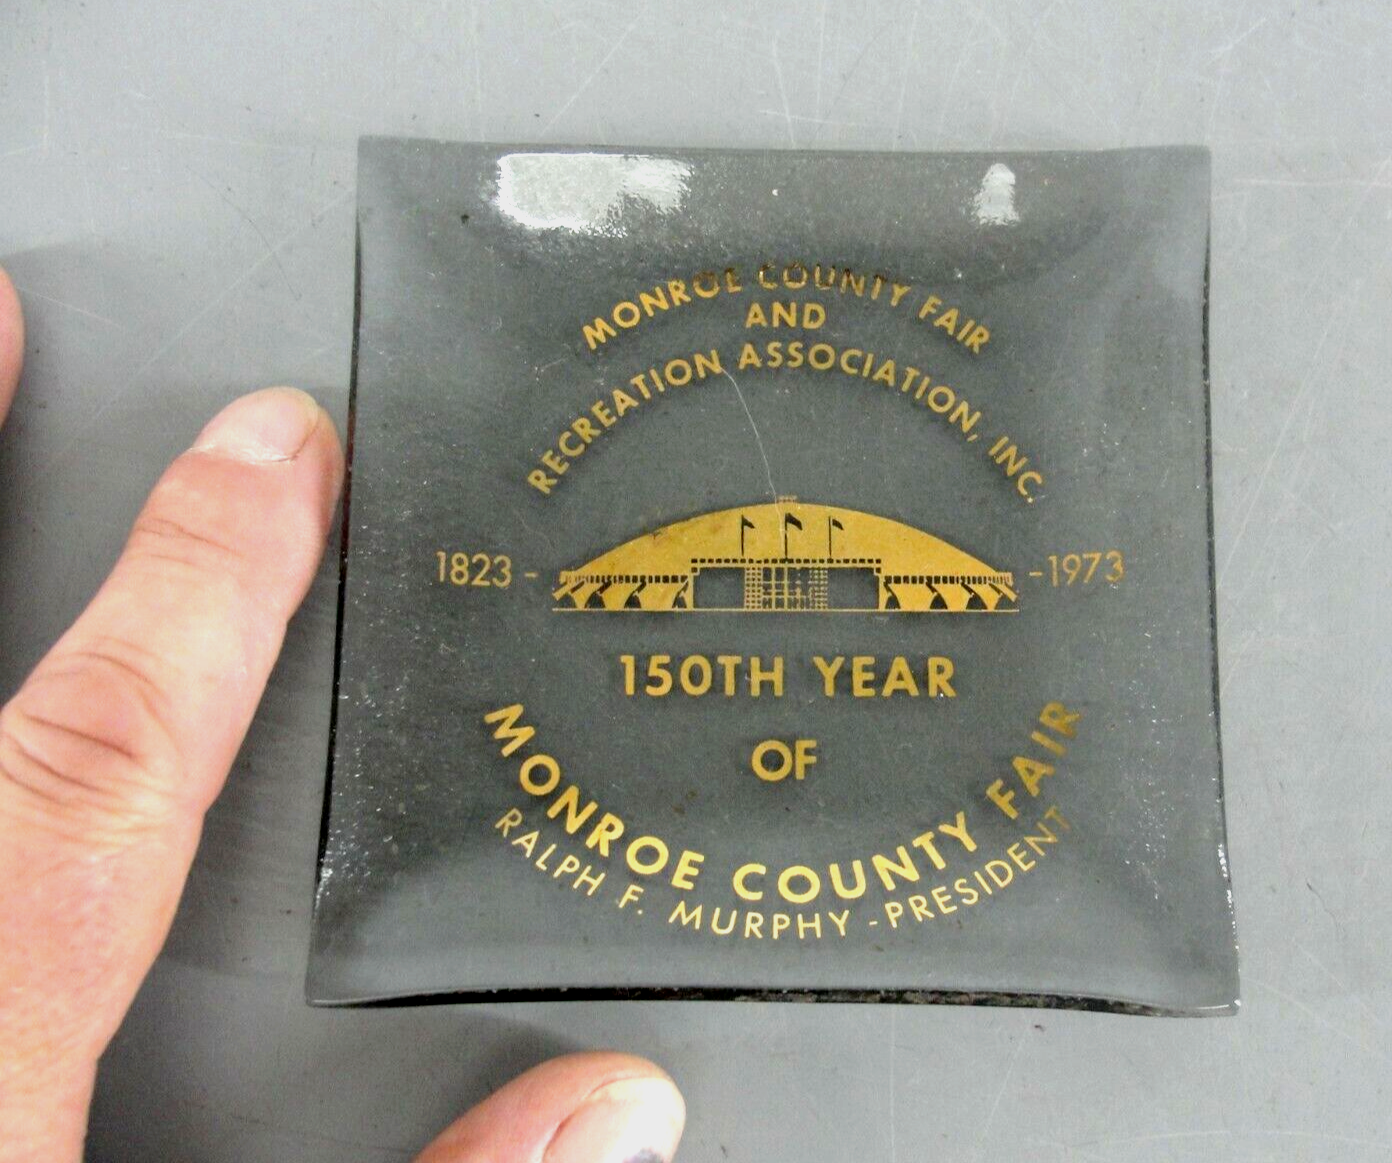 MONROE COUNTY FAIR
AND
RECREATION ASSOCIATION, INC.
1823 - - 1973
150TH YEAR
OF
MONROE COUNTY FAIR
RALPH F. MURPHY - PRESIDENT